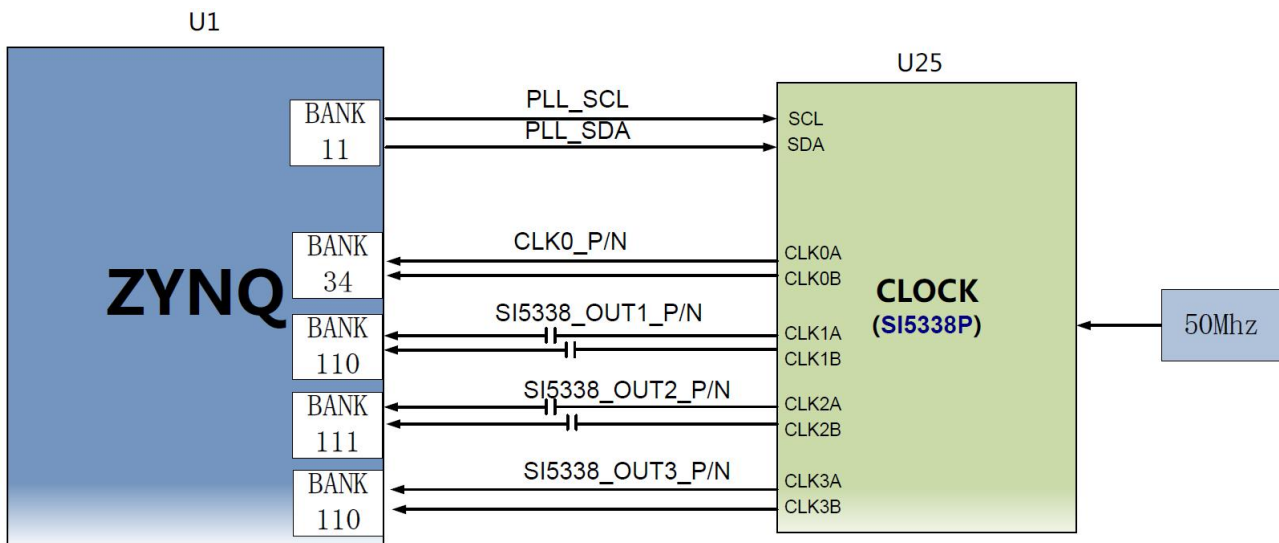 U1
U25
BANK
11
PLL_SCL
PLL_SDA
SCL
SDA
ZYNQ
BANK
34
CLK0_P/N
CLK0A
CLK0B
CLOCK
(SI5338P)
50Mhz
BANK
110
SI5338_OUT1_P/N
CLK1A
CLK1B
BANK
111
SI5338_OUT2_P/N
CLK2A
CLK2B
BANK
110
SI5338_OUT3_P/N
CLK3A
CLK3B